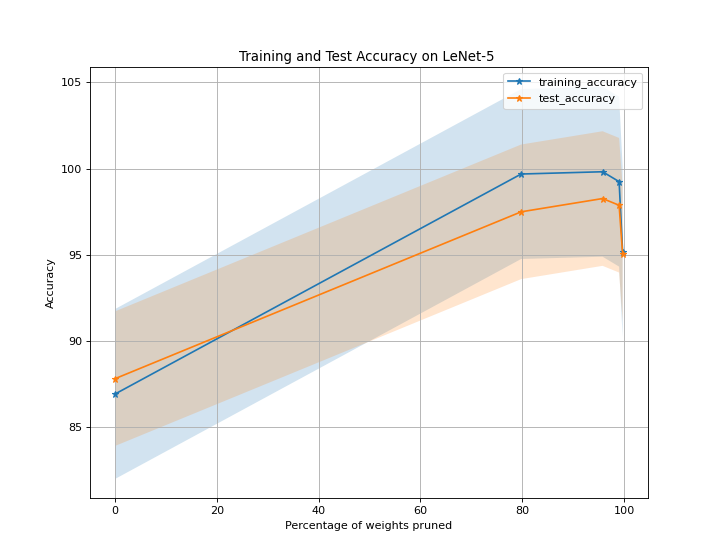 Training and Test Accuracy on LeNet-5
training_accuracy
test_accuracy
105
100
95
90
85
Accuracy
0 20 40 60 80 100
Percentage of weights pruned